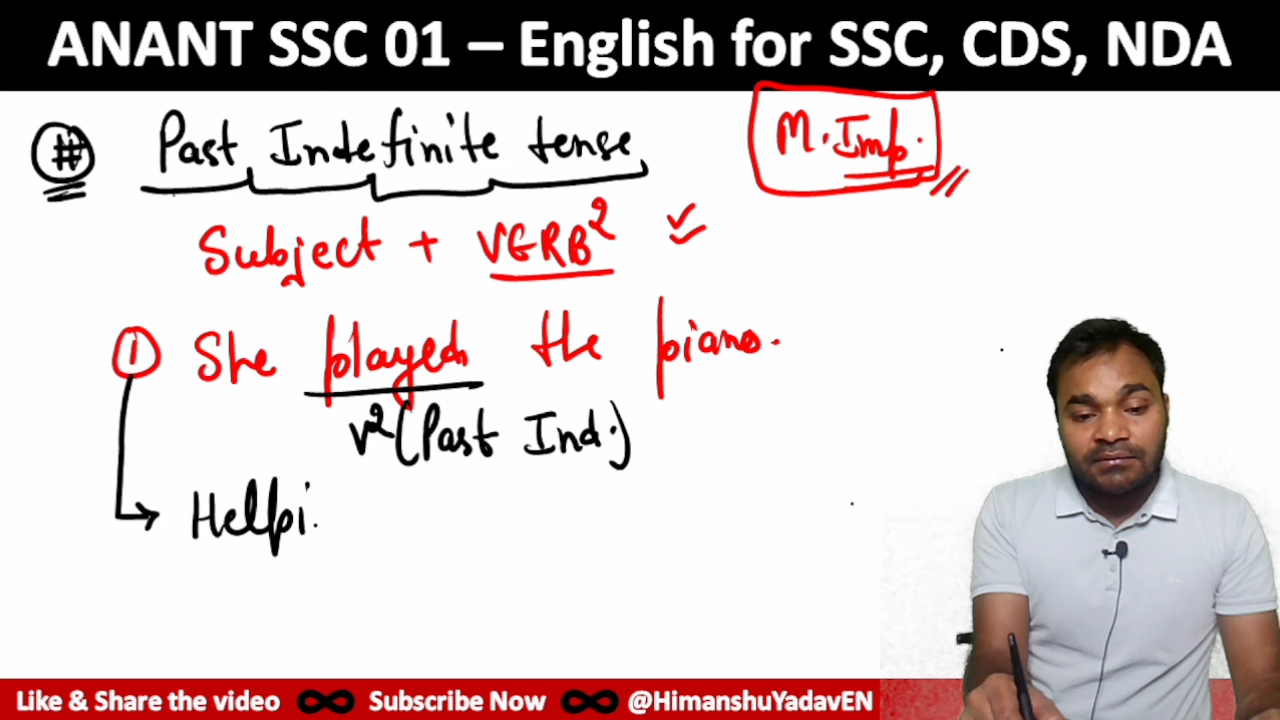 ANANT SSC 01 – English for SSC, CDS, NDA
# Past Indefinite tense
M. Imp.
Subject + VERB²
① She played the piano.
V² (Past Ind.)
Helpi
Like & Share the video Subscribe Now @HimanshuYadavEN